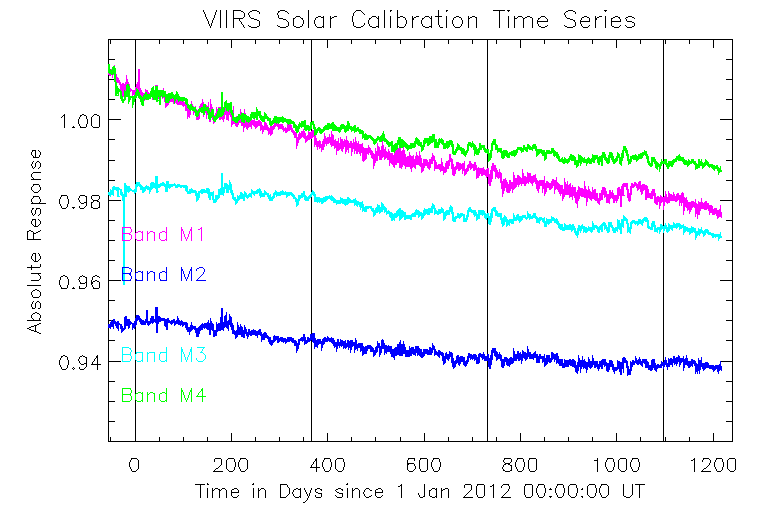 VIIRS Solar Calibration Time Series
Absolute Response
1.00
0.98
0.96
0.94
Band M1
Band M2
Band M3
Band M4
0 200 400 600 800 1000 1200
Time in Days since 1 Jan 2012 00:00:00 UT